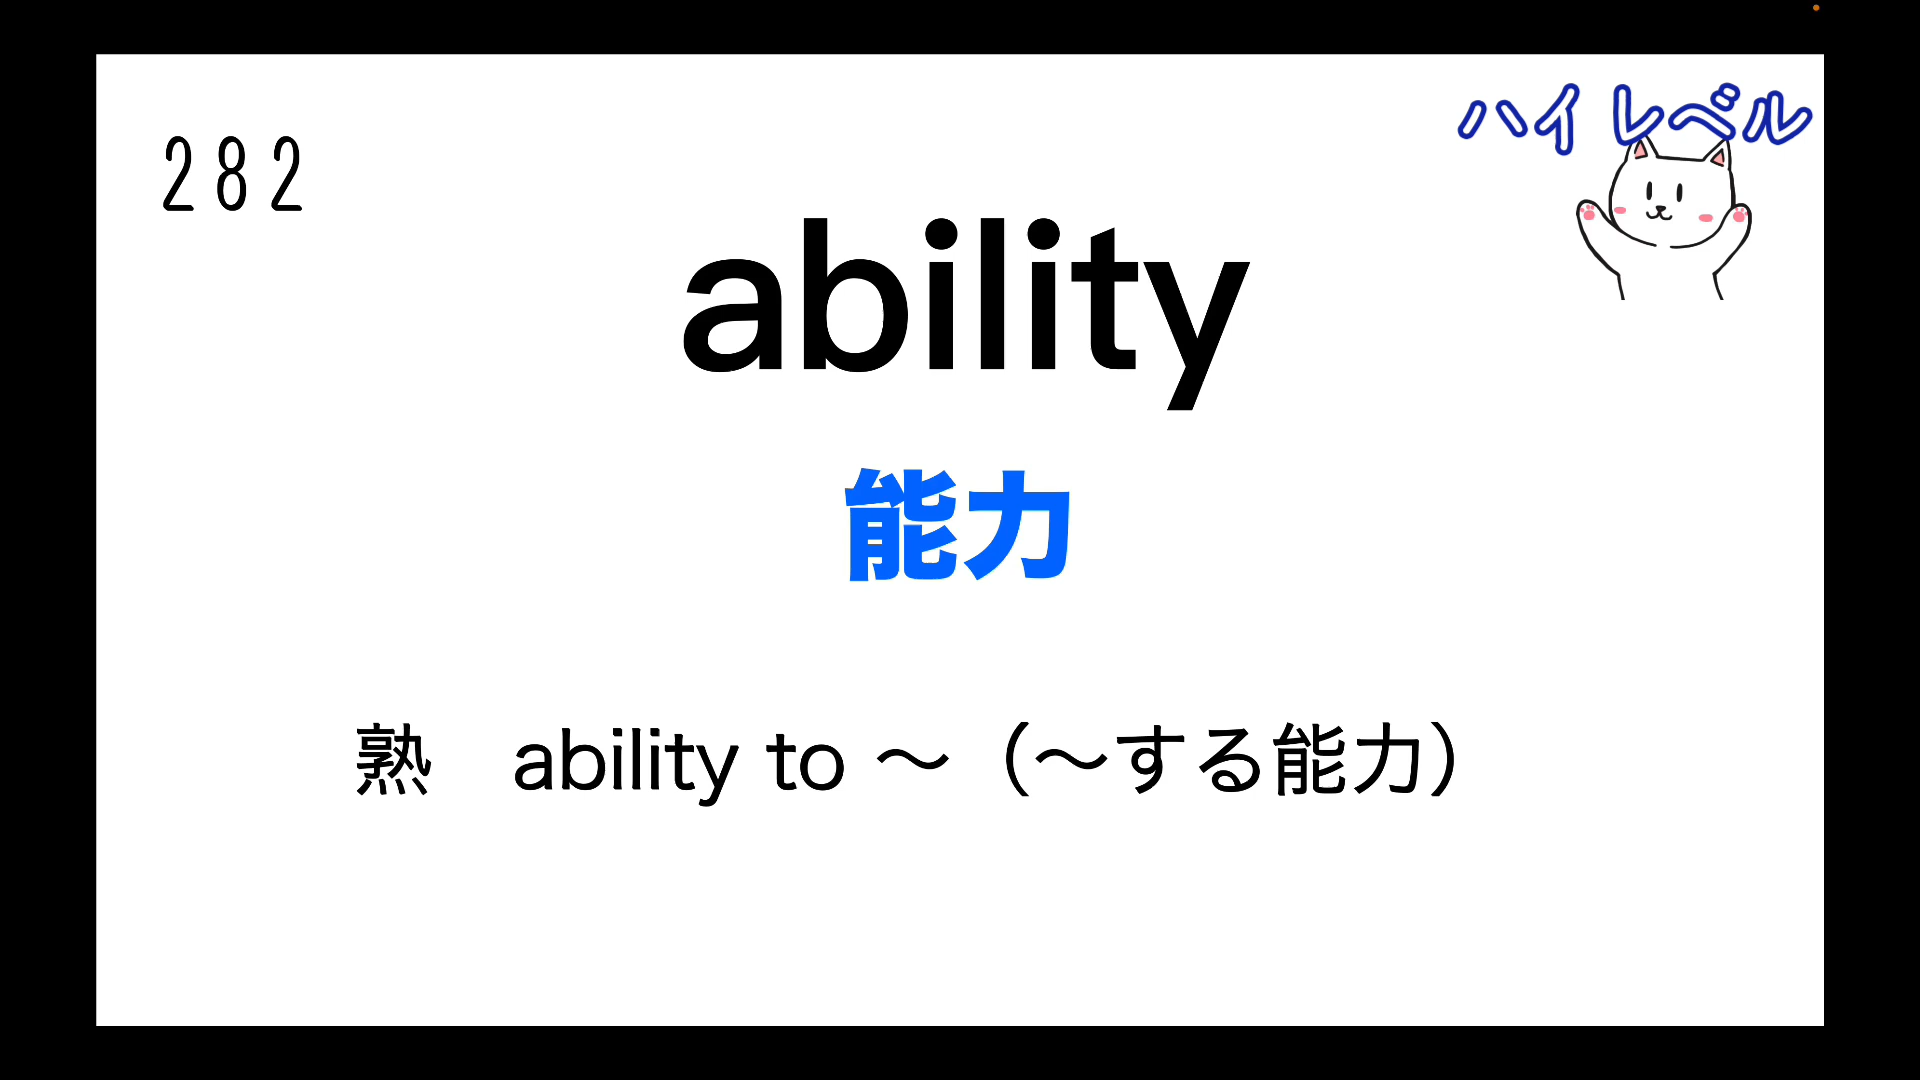 ハイレベル
282
ability
能力
熟　ability to 〜（〜する能力）